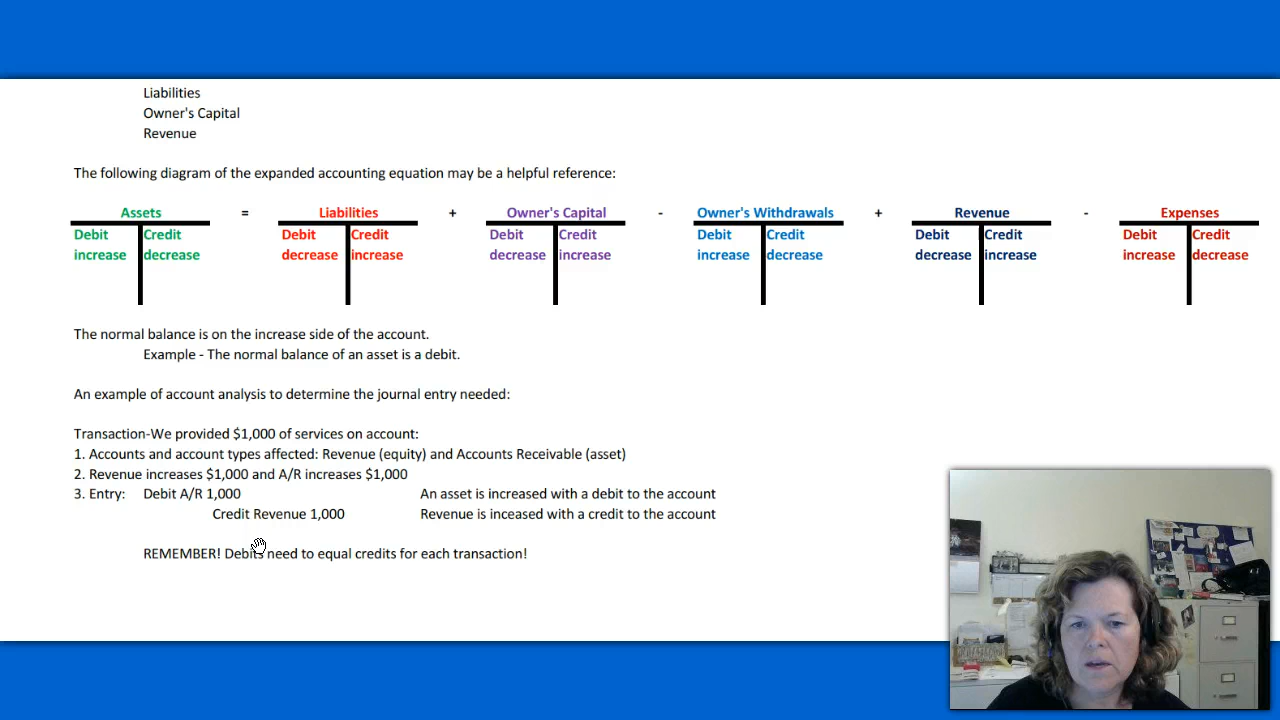 Liabilities
Owner's Capital
Revenue
The following diagram of the expanded accounting equation may be a helpful reference:
Assets = Liabilities + Owner's Capital - Owner's Withdrawals + Revenue - Expenses
Debit Credit Debit Credit Debit Credit Debit Credit Debit Credit Debit Credit
increase decrease decrease increase decrease increase increase decrease decrease increase increase decrease
The normal balance is on the increase side of the account.
Example - The normal balance of an asset is a debit.
An example of account analysis to determine the journal entry needed:
Transaction-We provided $1,000 of services on account:
1. Accounts and account types affected: Revenue (equity) and Accounts Receivable (asset)
2. Revenue increases $1,000 and A/R increases $1,000
3. Entry: Debit A/R 1,000 An asset is increased with a debit to the account
Credit Revenue 1,000 Revenue is inceased with a credit to the account
REMEMBER! Debits need to equal credits for each transaction!